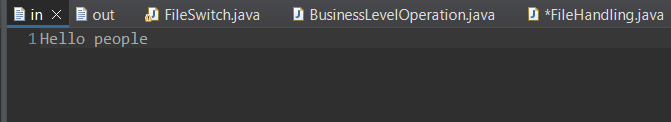 in out FileSwitch.java BusinessLevelOperation.java *FileHandling.java
1 Hello people